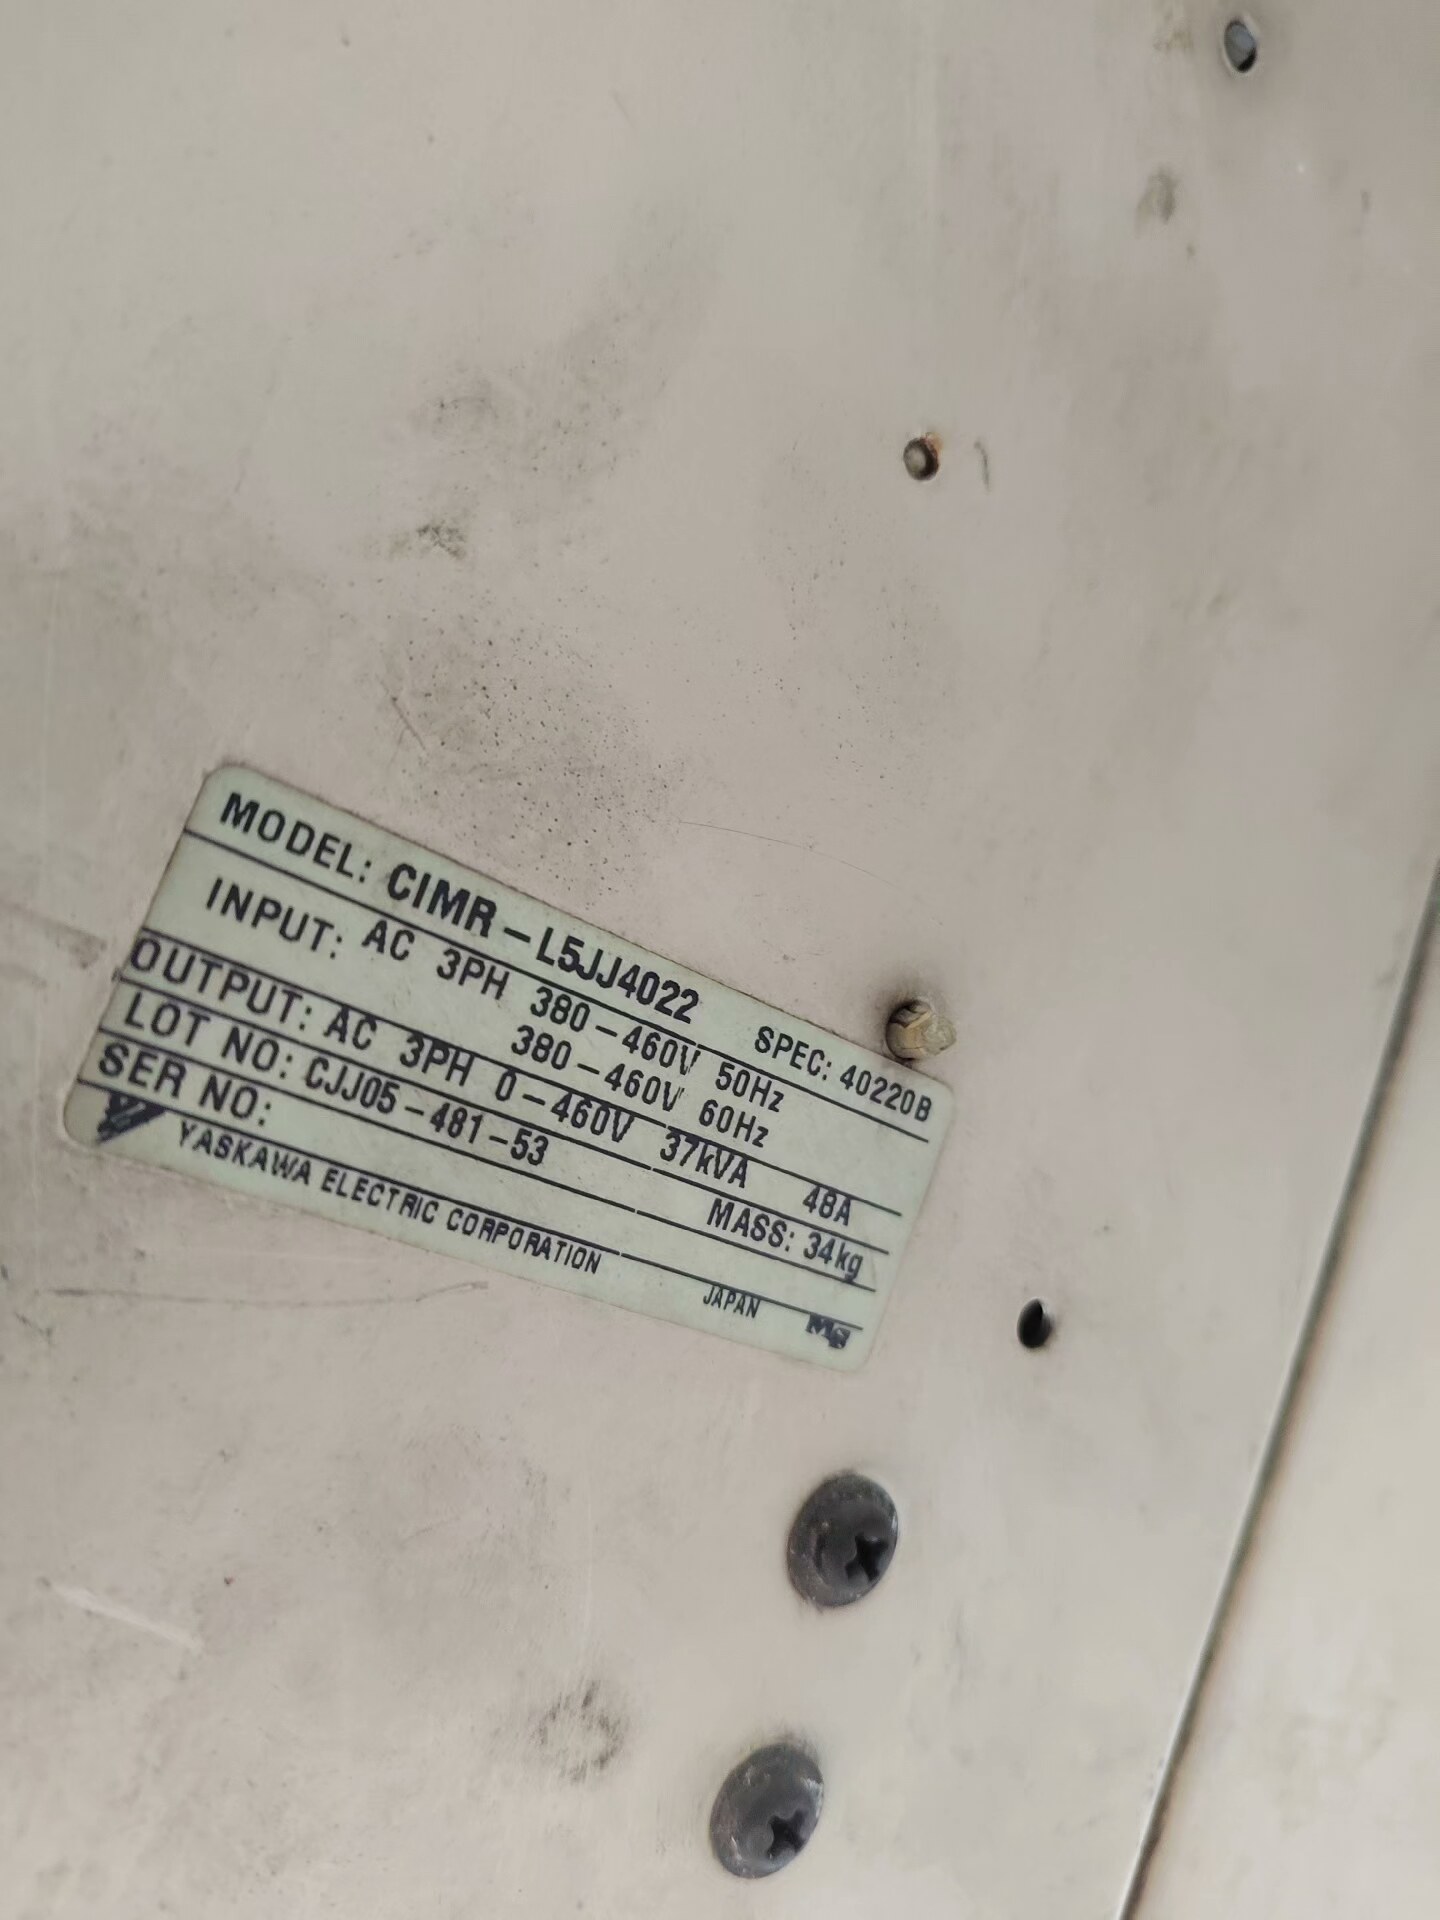 MODEL: CIMR-L5JJ4022 SPEC: 40220B
INPUT: AC 3PH 380-460V 50Hz
380-460V 60Hz
OUTPUT: AC 3PH 0-460V 37kVA 48A
LOT NO: CJJ05-481-53 MASS: 34kg
SER NO:
YASKAWA ELECTRIC CORPORATION JAPAN